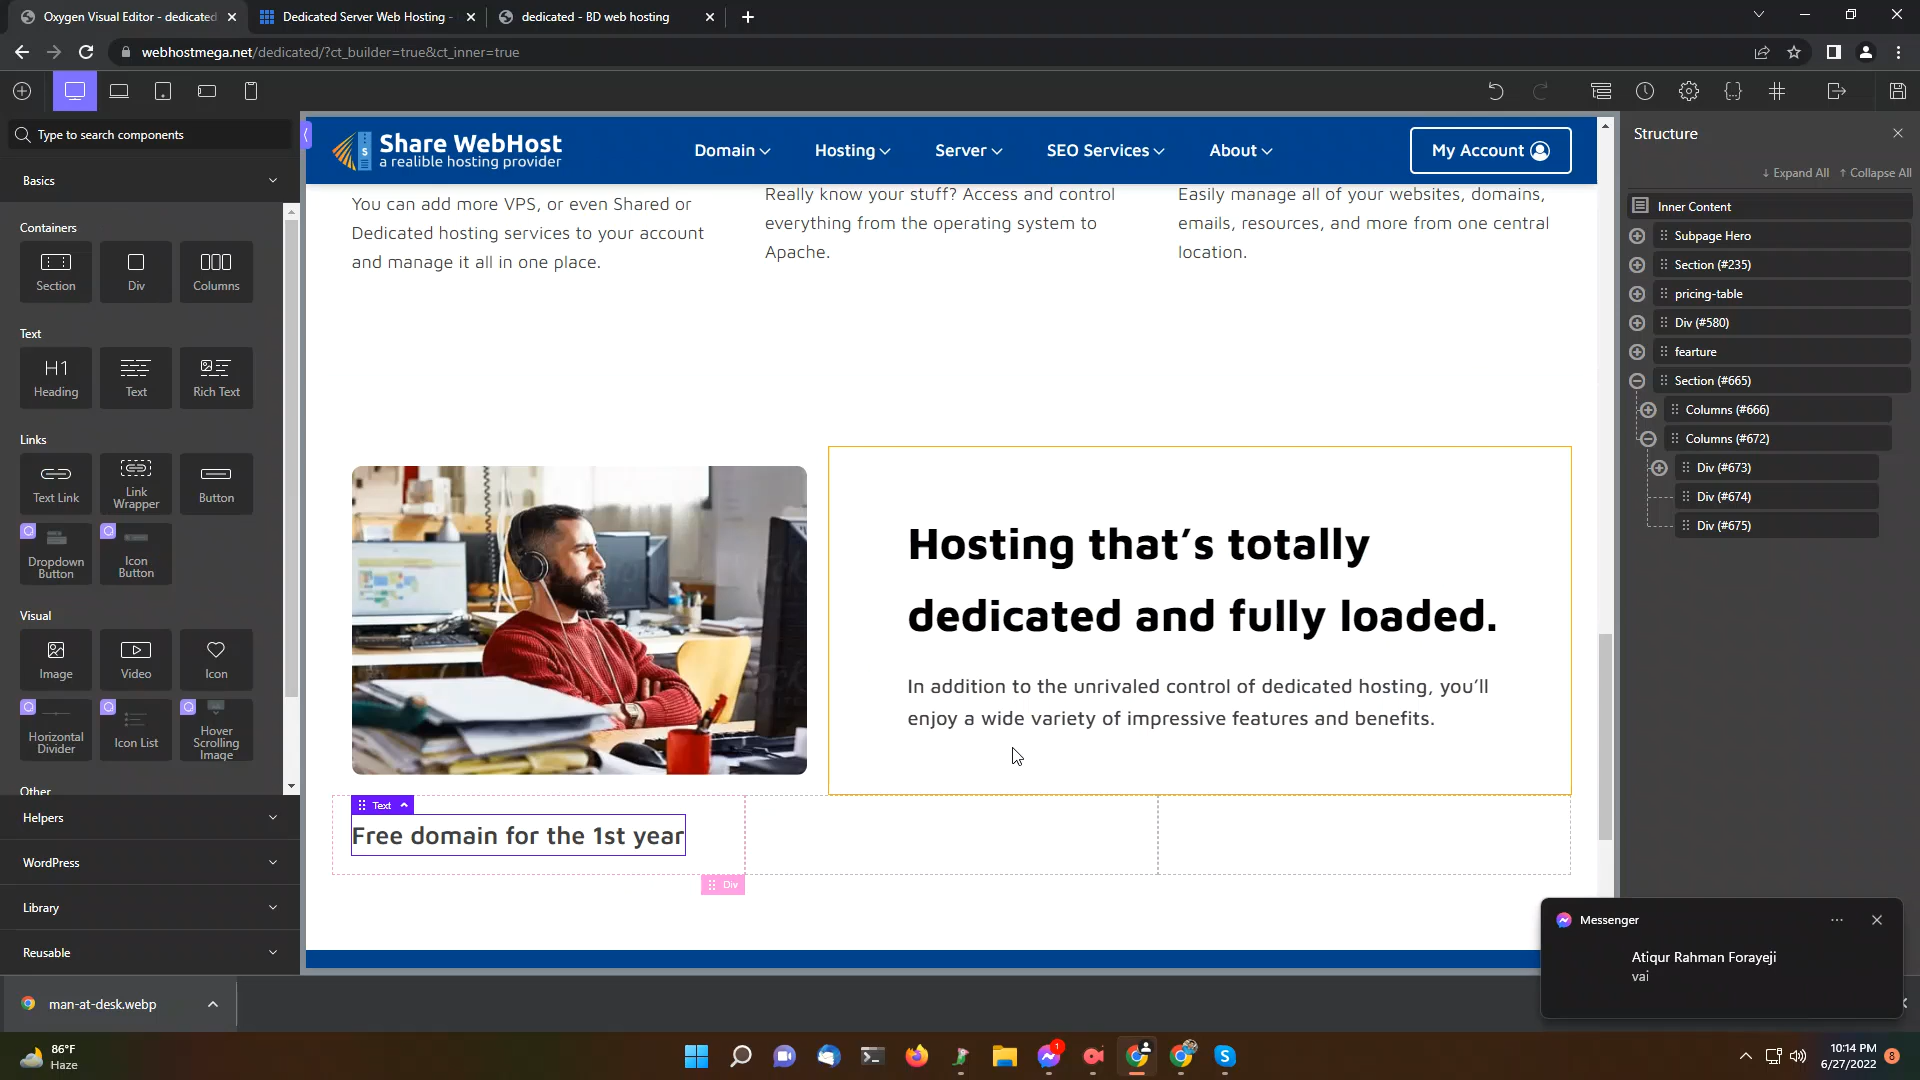 Oxygen Visual Editor - dedicated
Dedicated Server Web Hosting -
dedicated - BD web hosting
webhostmega.net/dedicated/?ct_builder=true&ct_inner=true
Type to search components
Basics
Containers
Section
Div
Columns
Text
H1
Heading
Text
Rich Text
Links
Text Link
Link
Wrapper
Button
Dropdown
Button
Icon
Button
Visual
Image
Video
Icon
Horizontal
Divider
Icon List
Hover
Scrolling
Image
Other
Helpers
WordPress
Library
Reusable
S
Share WebHost
a realible hosting provider
Domain
Hosting
Server
SEO Services
About
My Account
You can add more VPS, or even Shared or
Dedicated hosting services to your account
and manage it all in one place.
Really know your stuff? Access and control
everything from the operating system to
Apache.
Easily manage all of your websites, domains,
emails, resources, and more from one central
location.
Hosting that’s totally
dedicated and fully loaded.
In addition to the unrivaled control of dedicated hosting, you’ll
enjoy a wide variety of impressive features and benefits.
Text
Free domain for the 1st year
Div
Structure
Expand All
Collapse All
Inner Content
Subpage Hero
Section (#235)
pricing-table
Div (#580)
fearture
Section (#665)
Columns (#666)
Columns (#672)
Div (#673)
Div (#674)
Div (#675)
Messenger
Atiqur Rahman Forayeji
vai
man-at-desk.webp
86°F
Haze
1
10:14 PM
6/27/2022
8